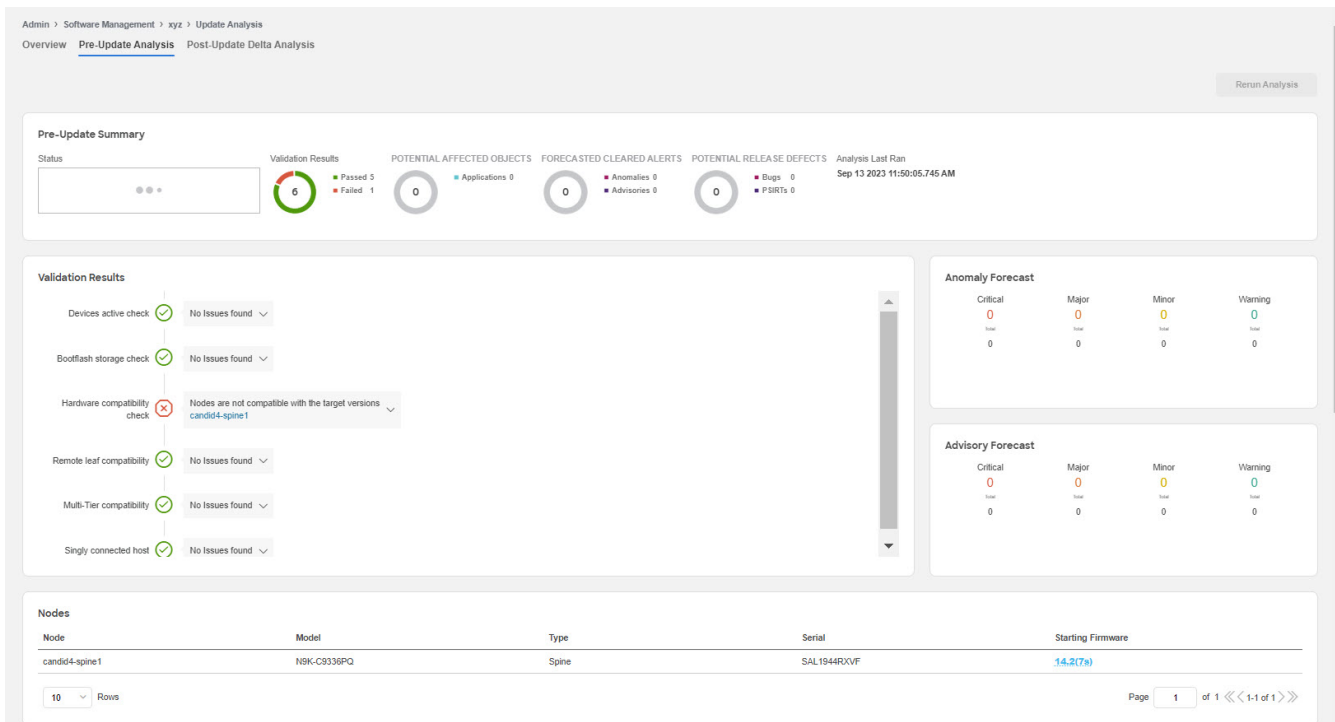 Admin > Software Management > xyz > Update Analysis
Overview Pre-Update Analysis Post-Update Delta Analysis
Rerun Analysis
Pre-Update Summary
Status
Validation Results
6
Passed 5
Failed 1
POTENTIAL AFFECTED OBJECTS
0
Applications 0
FORECASTED CLEARED ALERTS
0
Anomalies 0
Advisories 0
POTENTIAL RELEASE DEFECTS
0
Bugs 0
PSIRTs 0
Analysis Last Ran
Sep 13 2023 11:50:05.745 AM
Validation Results
Devices active check No Issues found
Bootflash storage check No Issues found
Hardware compatibility
check
Nodes are not compatible with the target versions
candid4-spine1
Remote leaf compatibility No Issues found
Multi-Tier compatibility No Issues found
Singly connected host No Issues found
Anomaly Forecast
Critical Major Minor Warning
0 0 0 0
Total Total Total Total
0 0 0 0
Advisory Forecast
Critical Major Minor Warning
0 0 0 0
Total Total Total Total
0 0 0 0
Nodes
Node Model Type Serial Starting Firmware
candid4-spine1 N9K-C9336PQ Spine SAL1944RXVF 14.2(7s)
10 Rows
Page 1 of 1 1-1 of 1